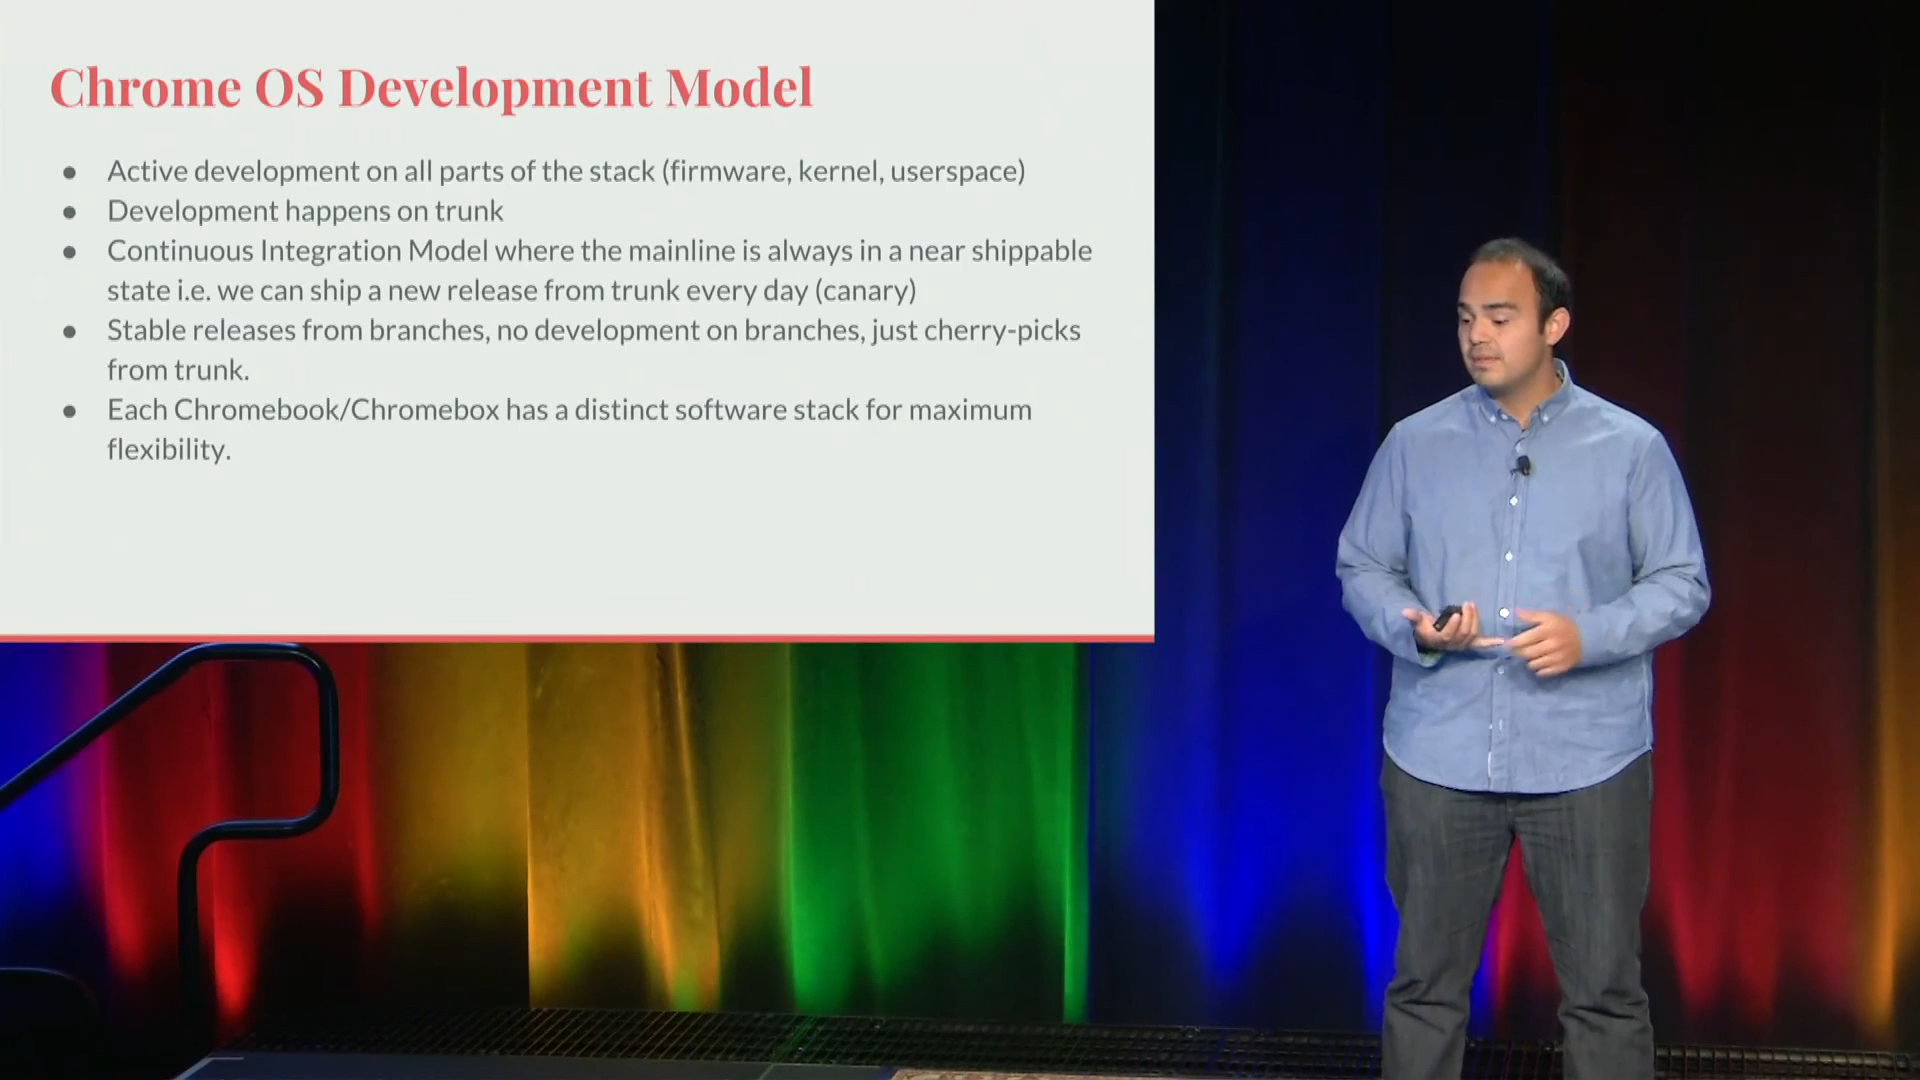 Chrome OS Development Model
● Active development on all parts of the stack (firmware, kernel, userspace)
● Development happens on trunk
● Continuous Integration Model where the mainline is always in a near shippable
state i.e. we can ship a new release from trunk every day (canary)
● Stable releases from branches, no development on branches, just cherry-picks
from trunk.
● Each Chromebook/Chromebox has a distinct software stack for maximum
flexibility.